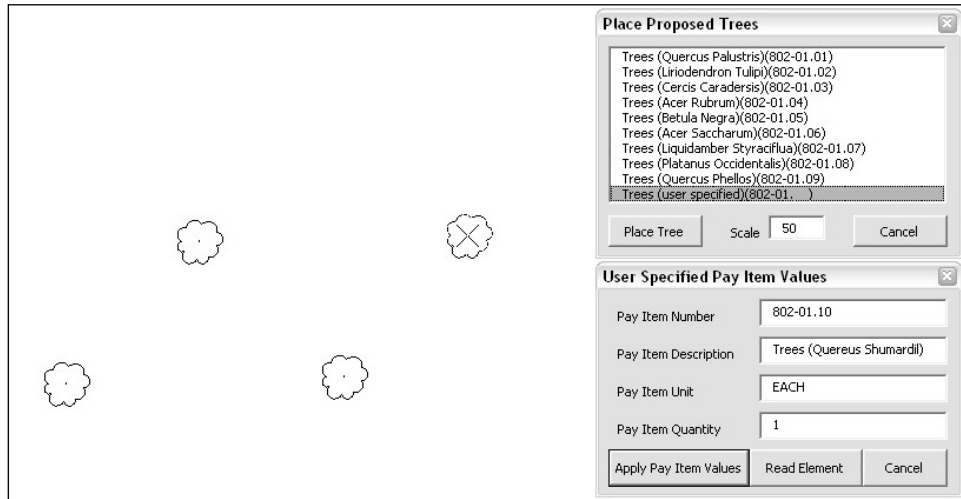 Place Proposed Trees
Trees (Quercus Palustris)(802-01.01)
Trees (Liriodendron Tulipi)(802-01.02)
Trees (Cercis Caradersis)(802-01.03)
Trees (Acer Rubrum)(802-01.04)
Trees (Betula Negra)(802-01.05)
Trees (Acer Saccharum)(802-01.06)
Trees (Liquidamber Styraciflua)(802-01.07)
Trees (Platanus Occidentalis)(802-01.08)
Trees (Quercus Phellos)(802-01.09)
Trees (user specified)(802-01.    )
Place Tree Scale 50 Cancel
User Specified Pay Item Values
Pay Item Number 802-01.10
Pay Item Description Trees (Quereus Shumardil)
Pay Item Unit EACH
Pay Item Quantity 1
Apply Pay Item Values Read Element Cancel